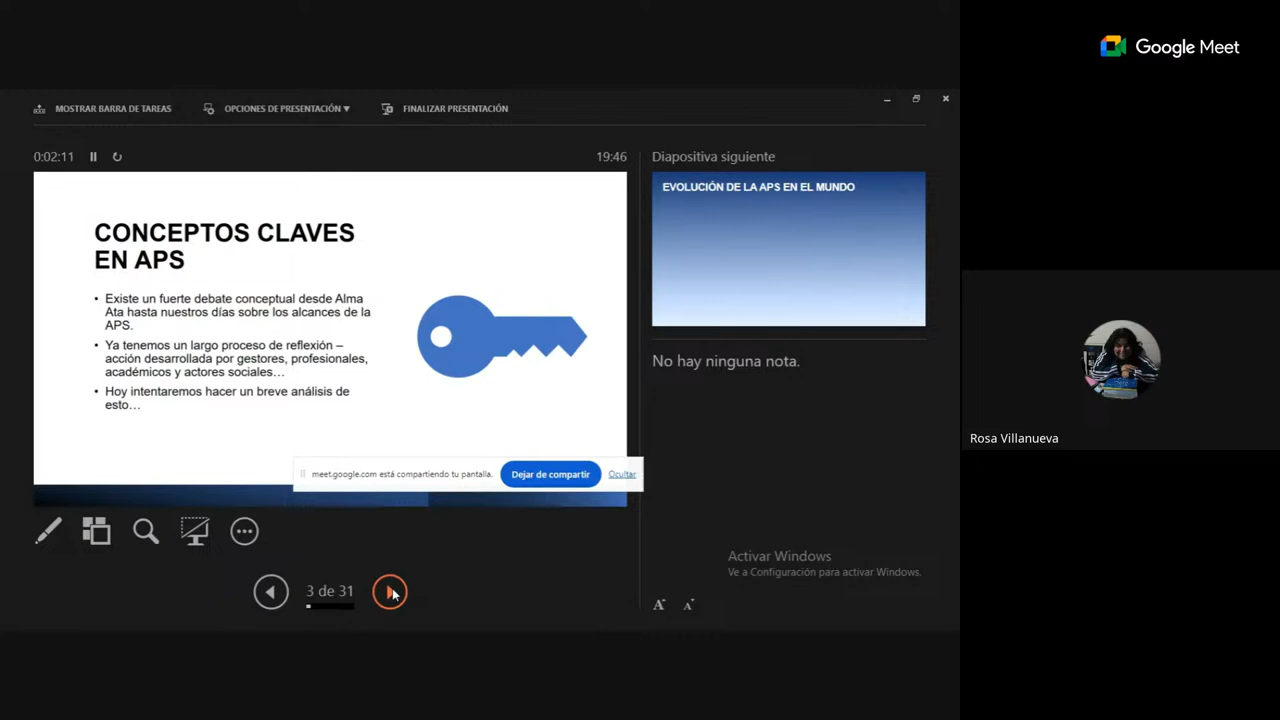 Google Meet
MOSTRAR BARRA DE TAREAS
OPCIONES DE PRESENTACIÓN ▼
FINALIZAR PRESENTACIÓN
0:02:11
19:46
Diapositiva siguiente
CONCEPTOS CLAVES
EN APS
• Existe un fuerte debate conceptual desde Alma
Ata hasta nuestros días sobre los alcances de la
APS.
• Ya tenemos un largo proceso de reflexión –
acción desarrollada por gestores, profesionales,
académicos y actores sociales…
• Hoy intentaremos hacer un breve análisis de
esto…
EVOLUCIÓN DE LA APS EN EL MUNDO
No hay ninguna nota.
meet.google.com está compartiendo tu pantalla.
Dejar de compartir
Ocultar
3 de 31
Activar Windows
Ve a Configuración para activar Windows.
A A
Rosa Villanueva